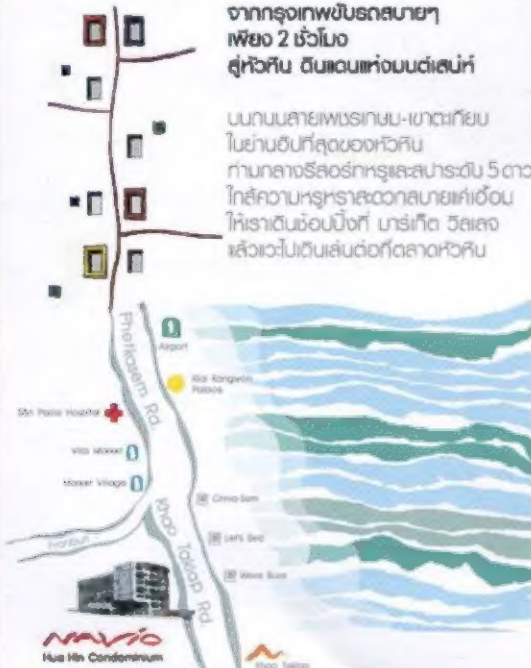 จากกรุงเทพขับรถสบายๆ
เพียง 2 ชั่วโมง
สู่หัวหิน ดินแดนแห่งมนต์เสน่ห์
บนถนนสายเพชรเกษม-เขาตะเกียบ
ในย่านฮิปที่สุดของหัวหิน
ท่ามกลางรีสอร์ทหรูและสปาระดับ 5 ดาว
ใกล้ความหรูหราสะดวกสบายแค่เอื้อม
ให้เราเดินช้อปปิ้งที่ มาร์เก็ต วิลเลจ
แล้วแวะไปเดินเล่นต่อที่ตลาดหัวหิน
Airport
Phetkasem Rd.
Klai Kangwon
Palace
San Paolo Hospital
Villa Market
Market Village
Let's Sea
Khao Takiap Rd.
NAVIO
Hua Hin Condominium
Khao Takiap